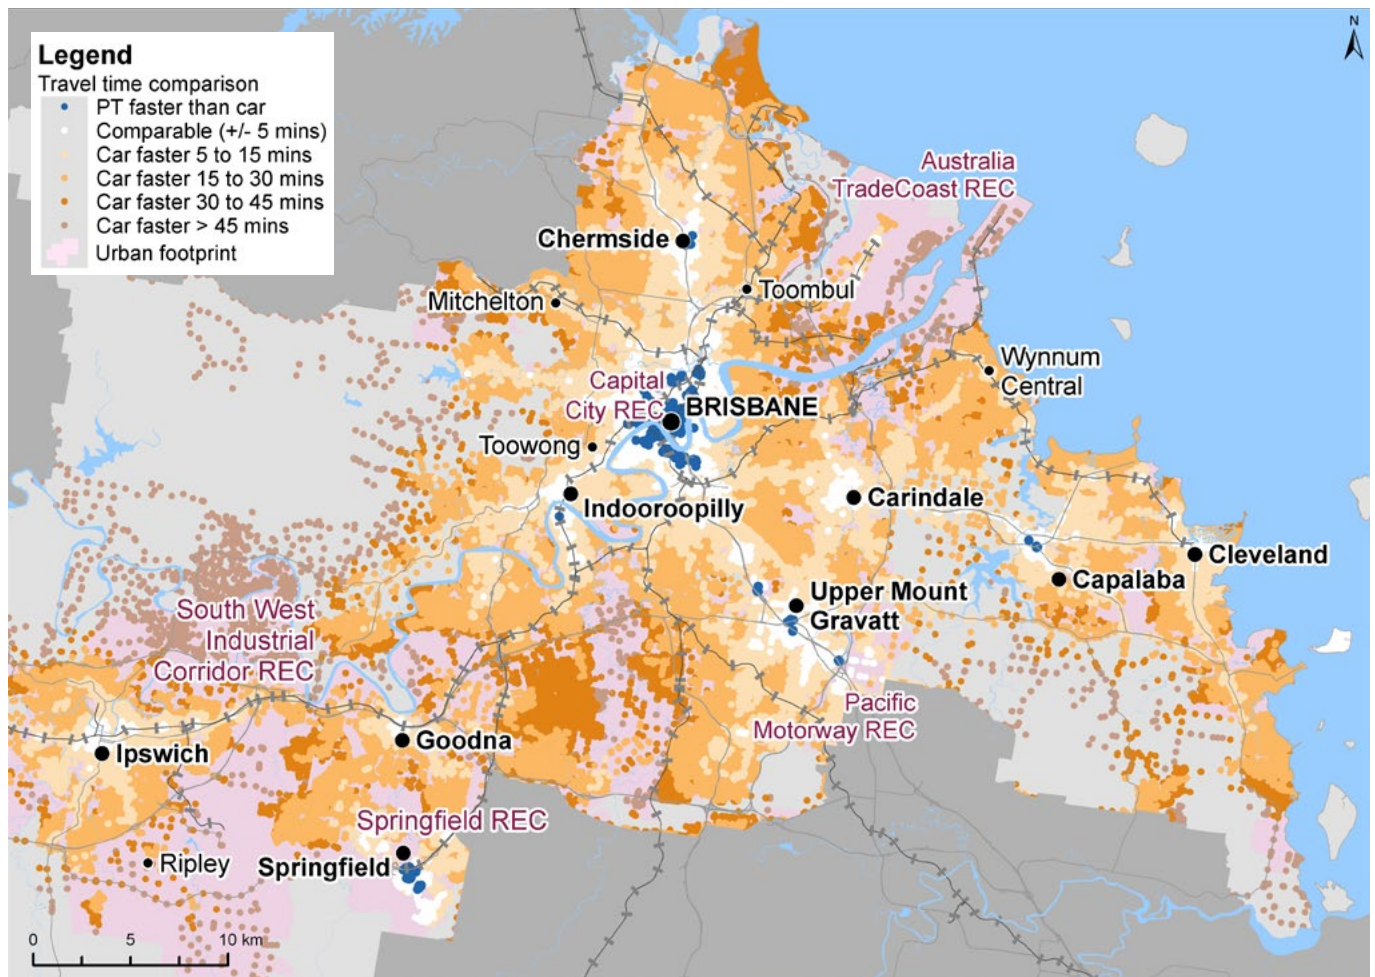 Legend
Travel time comparison
PT faster than car
Comparable (+/- 5 mins)
Car faster 5 to 15 mins
Car faster 15 to 30 mins
Car faster 30 to 45 mins
Car faster > 45 mins
Urban footprint
N
Australia
TradeCoast REC
Chermside
Mitchelton
Toombul
Wynnum
Central
Capital
City REC
BRISBANE
Toowong
Indooroopilly
Carindale
Cleveland
Capalaba
Upper Mount
Gravatt
South West
Industrial
Corridor REC
Pacific
Motorway REC
Ipswich
Goodna
Springfield REC
Ripley
Springfield
0 5 10 km